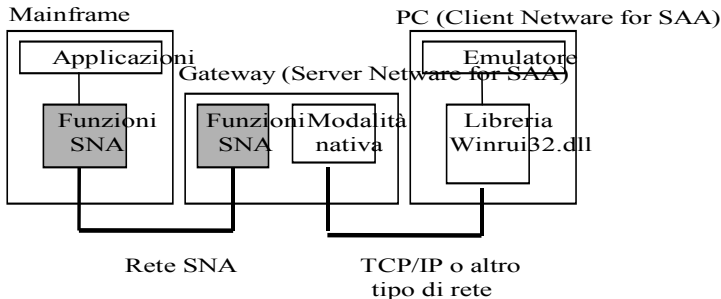 Mainframe
PC (Client Netware for SAA)
Applicazioni
Emulatore
Gateway (Server Netware for SAA)
Funzioni
SNA
Funzioni
SNA
Modalità
nativa
Libreria
Winrui32.dll
Rete SNA
TCP/IP o altro
tipo di rete